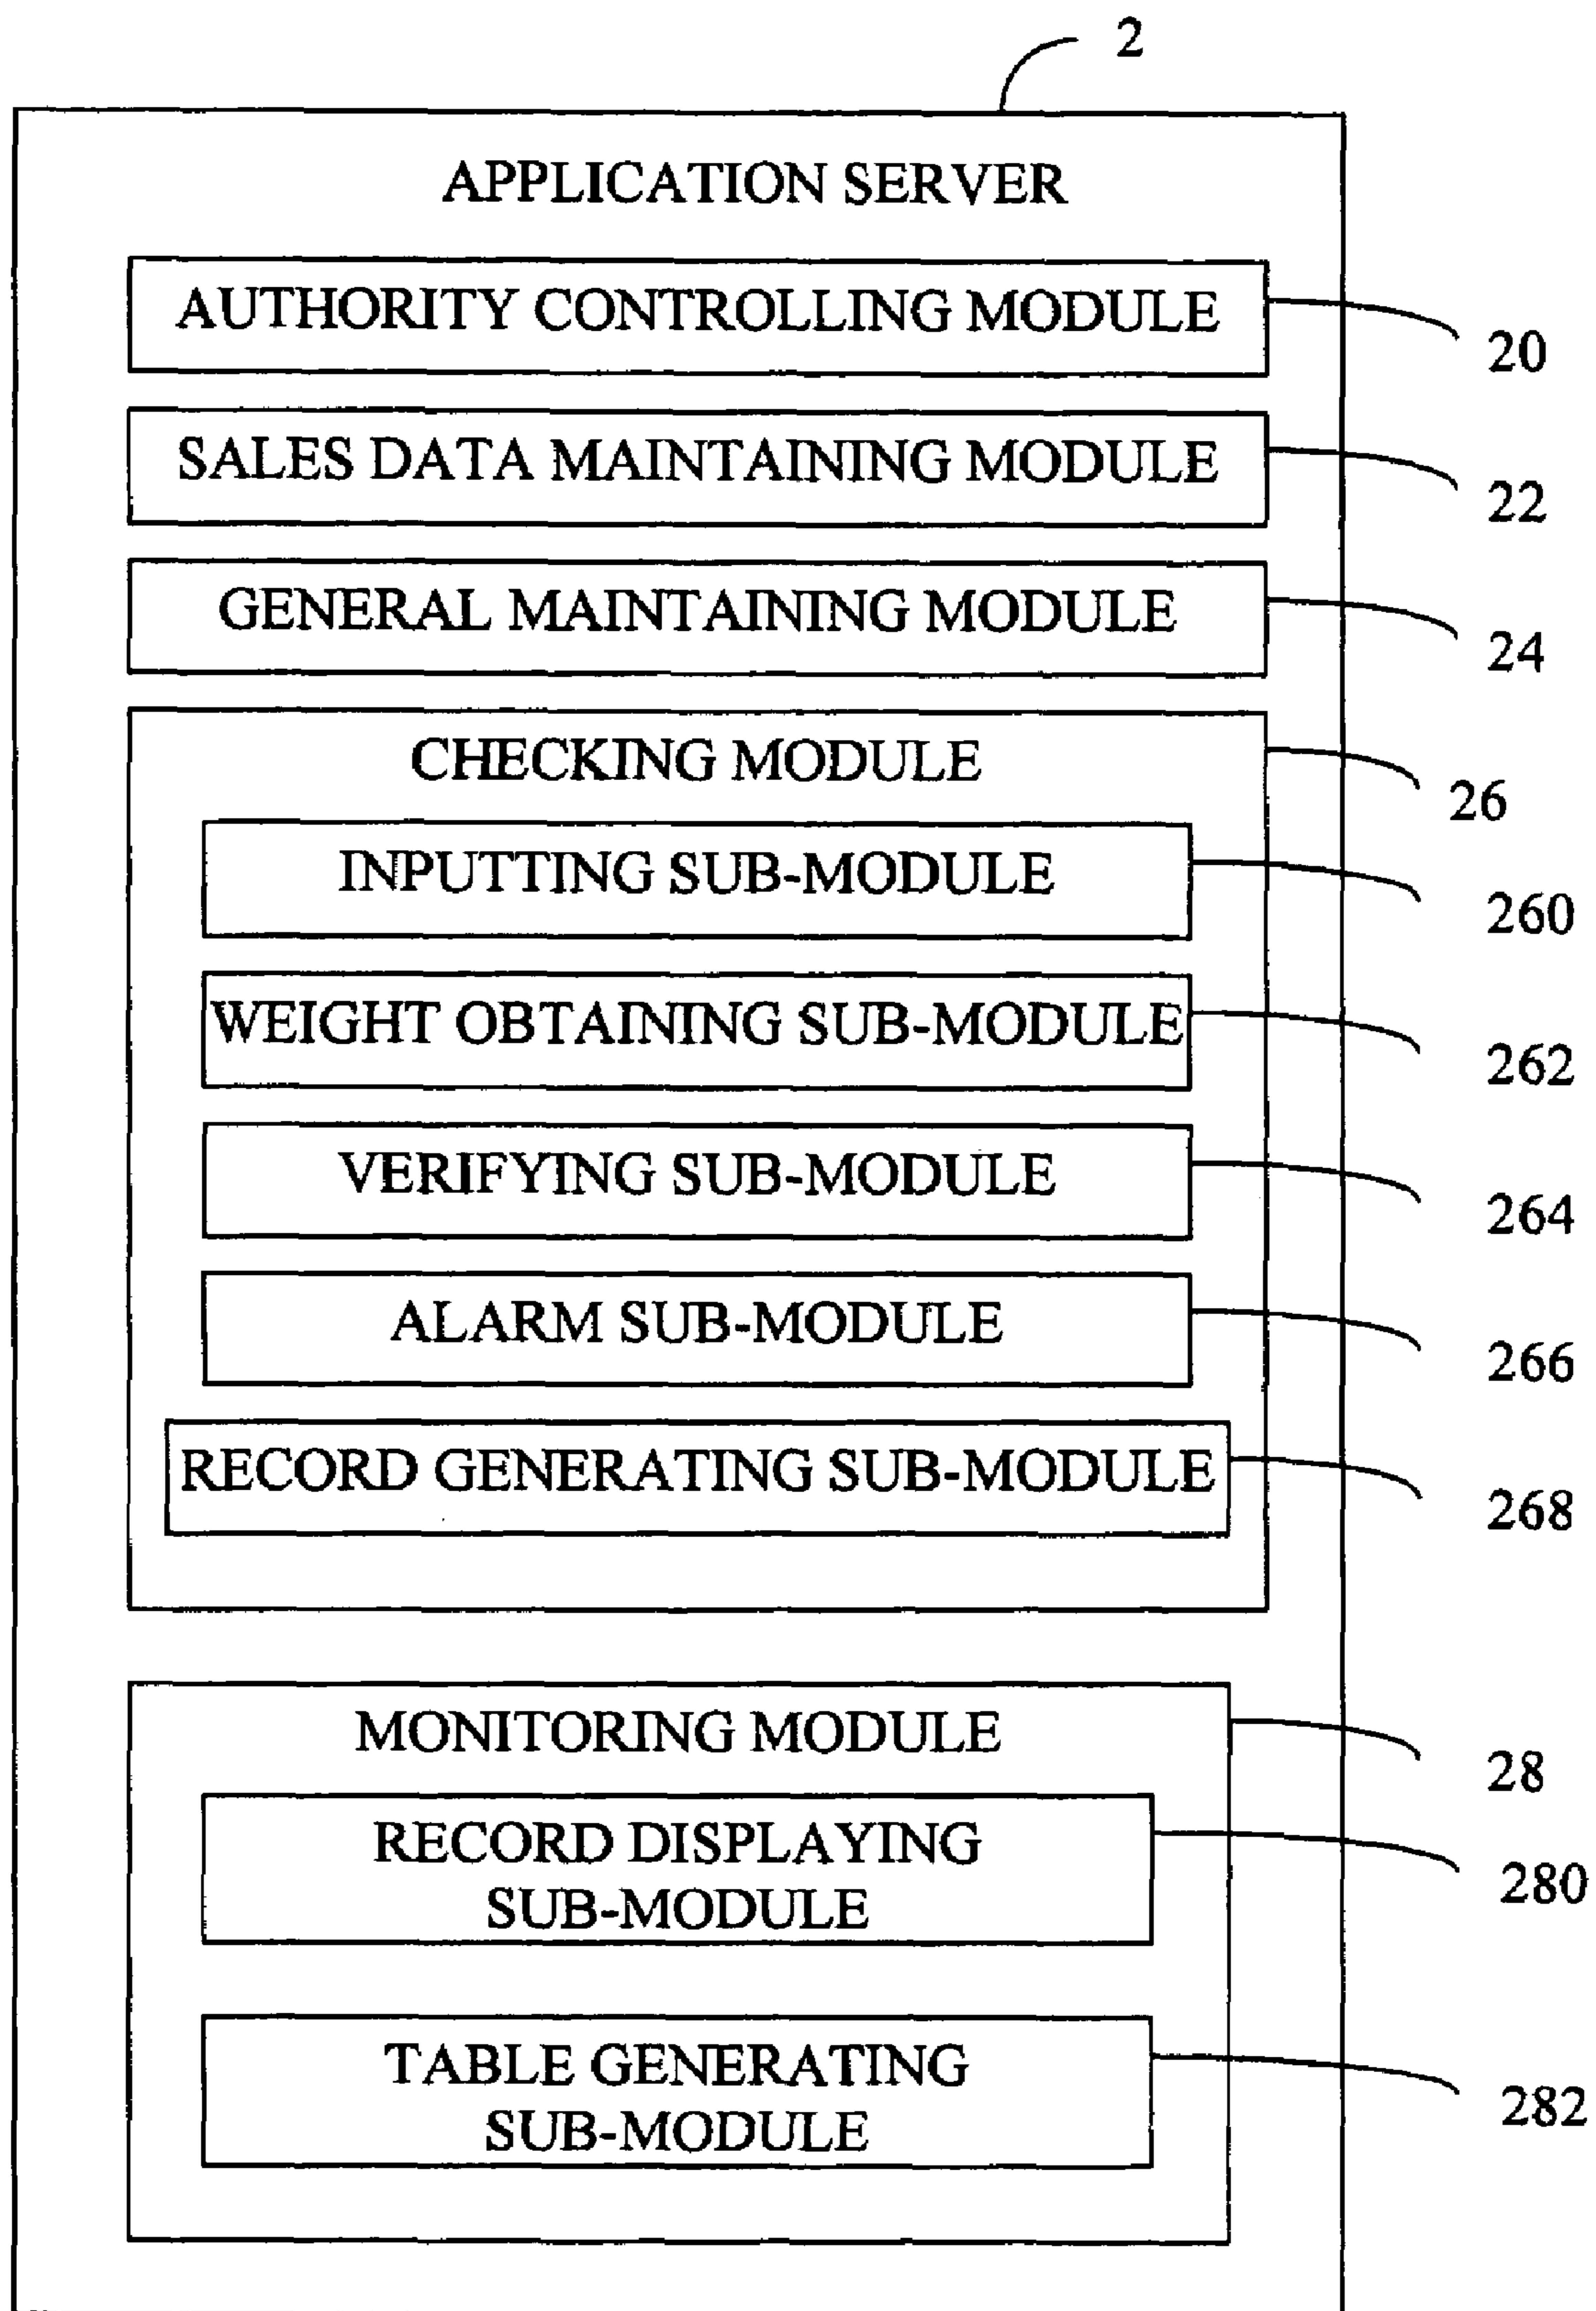 2
APPLICATION SERVER
AUTHORITY CONTROLLING MODULE
20
SALES DATA MAINTAINING MODULE
22
GENERAL MAINTAINING MODULE
24
CHECKING MODULE
26
INPUTTING SUB-MODULE
260
WEIGHT OBTAINING SUB-MODULE
262
VERIFYING SUB-MODULE
264
ALARM SUB-MODULE
266
RECORD GENERATING SUB-MODULE
268
MONITORING MODULE
28
RECORD DISPLAYING
SUB-MODULE
280
TABLE GENERATING
SUB-MODULE
282